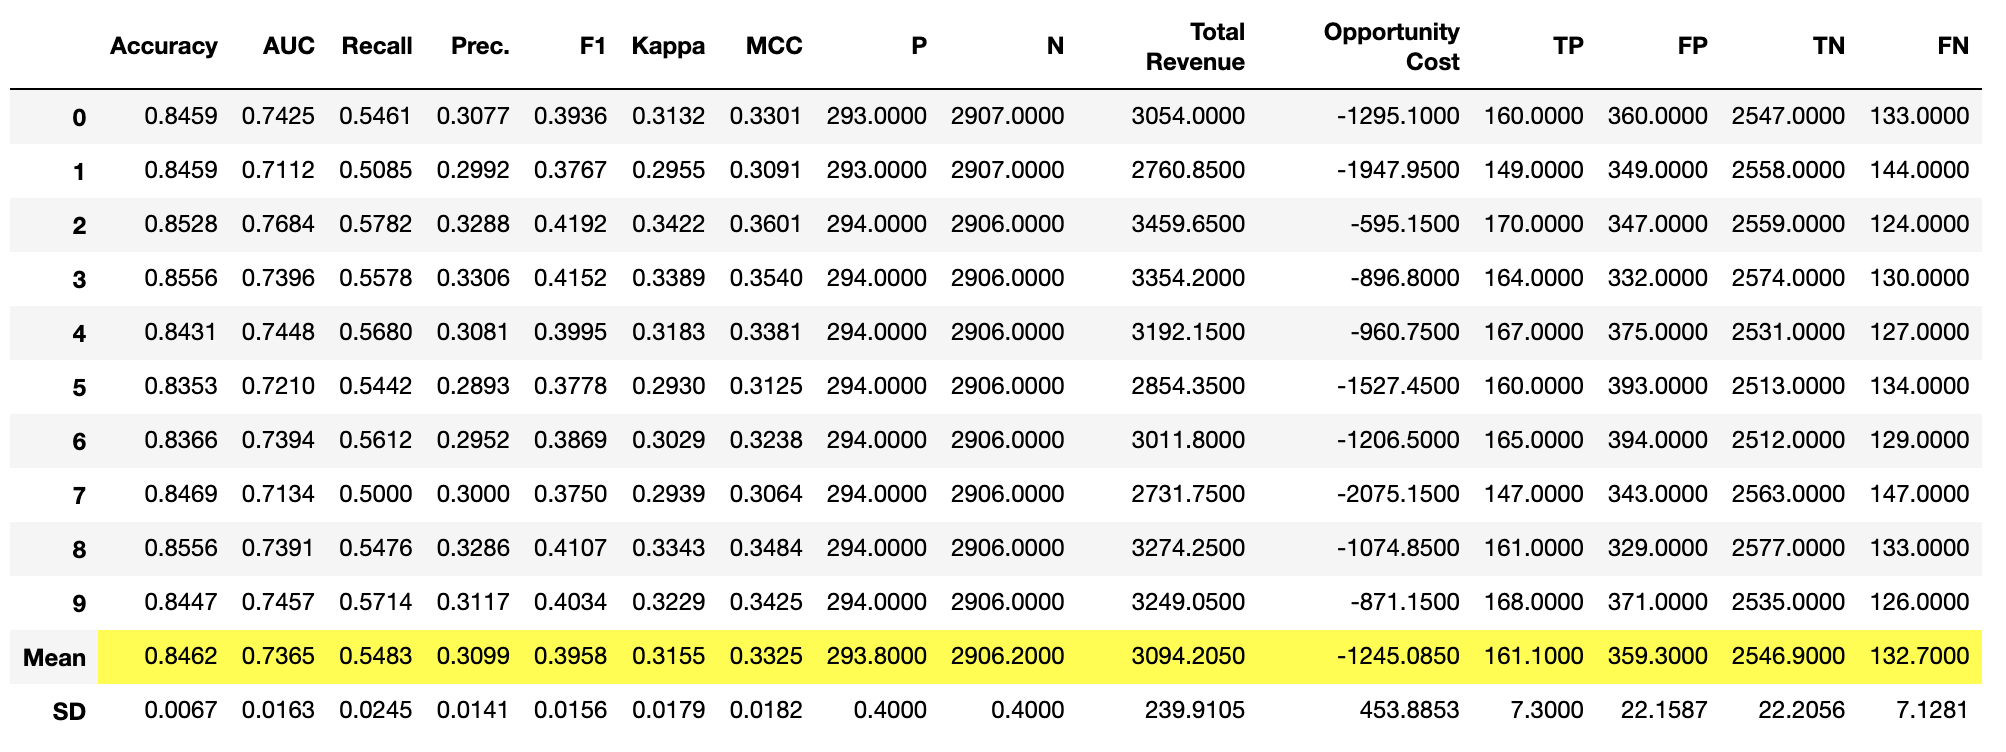 Accuracy AUC Recall Prec. F1 Kappa MCC P N Total Revenue Opportunity Cost TP FP TN FN
0 0.8459 0.7425 0.5461 0.3077 0.3936 0.3132 0.3301 293.0000 2907.0000 3054.0000 -1295.1000 160.0000 360.0000 2547.0000 133.0000
1 0.8459 0.7112 0.5085 0.2992 0.3767 0.2955 0.3091 293.0000 2907.0000 2760.8500 -1947.9500 149.0000 349.0000 2558.0000 144.0000
2 0.8528 0.7684 0.5782 0.3288 0.4192 0.3422 0.3601 294.0000 2906.0000 3459.6500 -595.1500 170.0000 347.0000 2559.0000 124.0000
3 0.8556 0.7396 0.5578 0.3306 0.4152 0.3389 0.3540 294.0000 2906.0000 3354.2000 -896.8000 164.0000 332.0000 2574.0000 130.0000
4 0.8431 0.7448 0.5680 0.3081 0.3995 0.3183 0.3381 294.0000 2906.0000 3192.1500 -960.7500 167.0000 375.0000 2531.0000 127.0000
5 0.8353 0.7210 0.5442 0.2893 0.3778 0.2930 0.3125 294.0000 2906.0000 2854.3500 -1527.4500 160.0000 393.0000 2513.0000 134.0000
6 0.8366 0.7394 0.5612 0.2952 0.3869 0.3029 0.3238 294.0000 2906.0000 3011.8000 -1206.5000 165.0000 394.0000 2512.0000 129.0000
7 0.8469 0.7134 0.5000 0.3000 0.3750 0.2939 0.3064 294.0000 2906.0000 2731.7500 -2075.1500 147.0000 343.0000 2563.0000 147.0000
8 0.8556 0.7391 0.5476 0.3286 0.4107 0.3343 0.3484 294.0000 2906.0000 3274.2500 -1074.8500 161.0000 329.0000 2577.0000 133.0000
9 0.8447 0.7457 0.5714 0.3117 0.4034 0.3229 0.3425 294.0000 2906.0000 3249.0500 -871.1500 168.0000 371.0000 2535.0000 126.0000
Mean 0.8462 0.7365 0.5483 0.3099 0.3958 0.3155 0.3325 293.8000 2906.2000 3094.2050 -1245.0850 161.1000 359.3000 2546.9000 132.7000
SD 0.0067 0.0163 0.0245 0.0141 0.0156 0.0179 0.0182 0.4000 0.4000 239.9105 453.8853 7.3000 22.1587 22.2056 7.1281